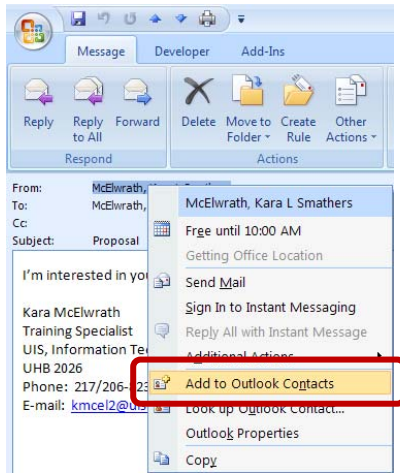 Message Developer Add-Ins
Reply Reply to All Forward Delete Move to Folder Create Rule Other Actions
Respond Actions
From: McElwrath,
To: McElwrath,
Cc:
Subject: Proposal
McElwrath, Kara L Smathers
Free until 10:00 AM
Getting Office Location
Send Mail
Sign In to Instant Messaging
Reply All with Instant Message
Additional Actions
Add to Outlook Contacts
Look up Outlook Contact...
Outlook Properties
Copy
I'm interested in you
Kara McElwrath
Training Specialist
UIS, Information Te
UHB 2026
Phone: 217/206-
E-mail: kmcel2@uis